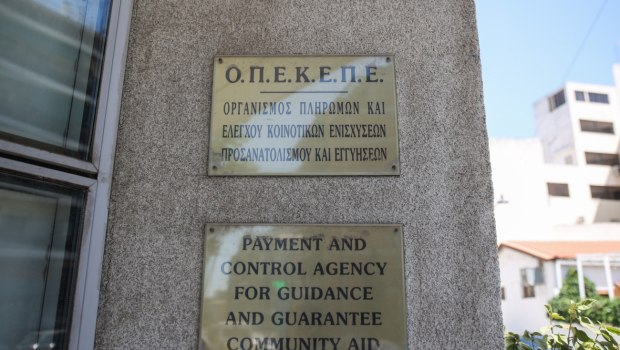 Ο.Π.Ε.Κ.Ε.Π.Ε.
ΟΡΓΑΝΙΣΜΟΣ ΠΛΗΡΩΜΩΝ ΚΑΙ
ΕΛΕΓΧΟΥ ΚΟΙΝΟΤΙΚΩΝ ΕΝΙΣΧΥΣΕΩΝ
ΠΡΟΣΑΝΑΤΟΛΙΣΜΟΥ ΚΑΙ ΕΓΓΥΗΣΕΩΝ
PAYMENT AND
CONTROL AGENCY
FOR GUIDANCE
AND GUARANTEE
COMMUNITY AID